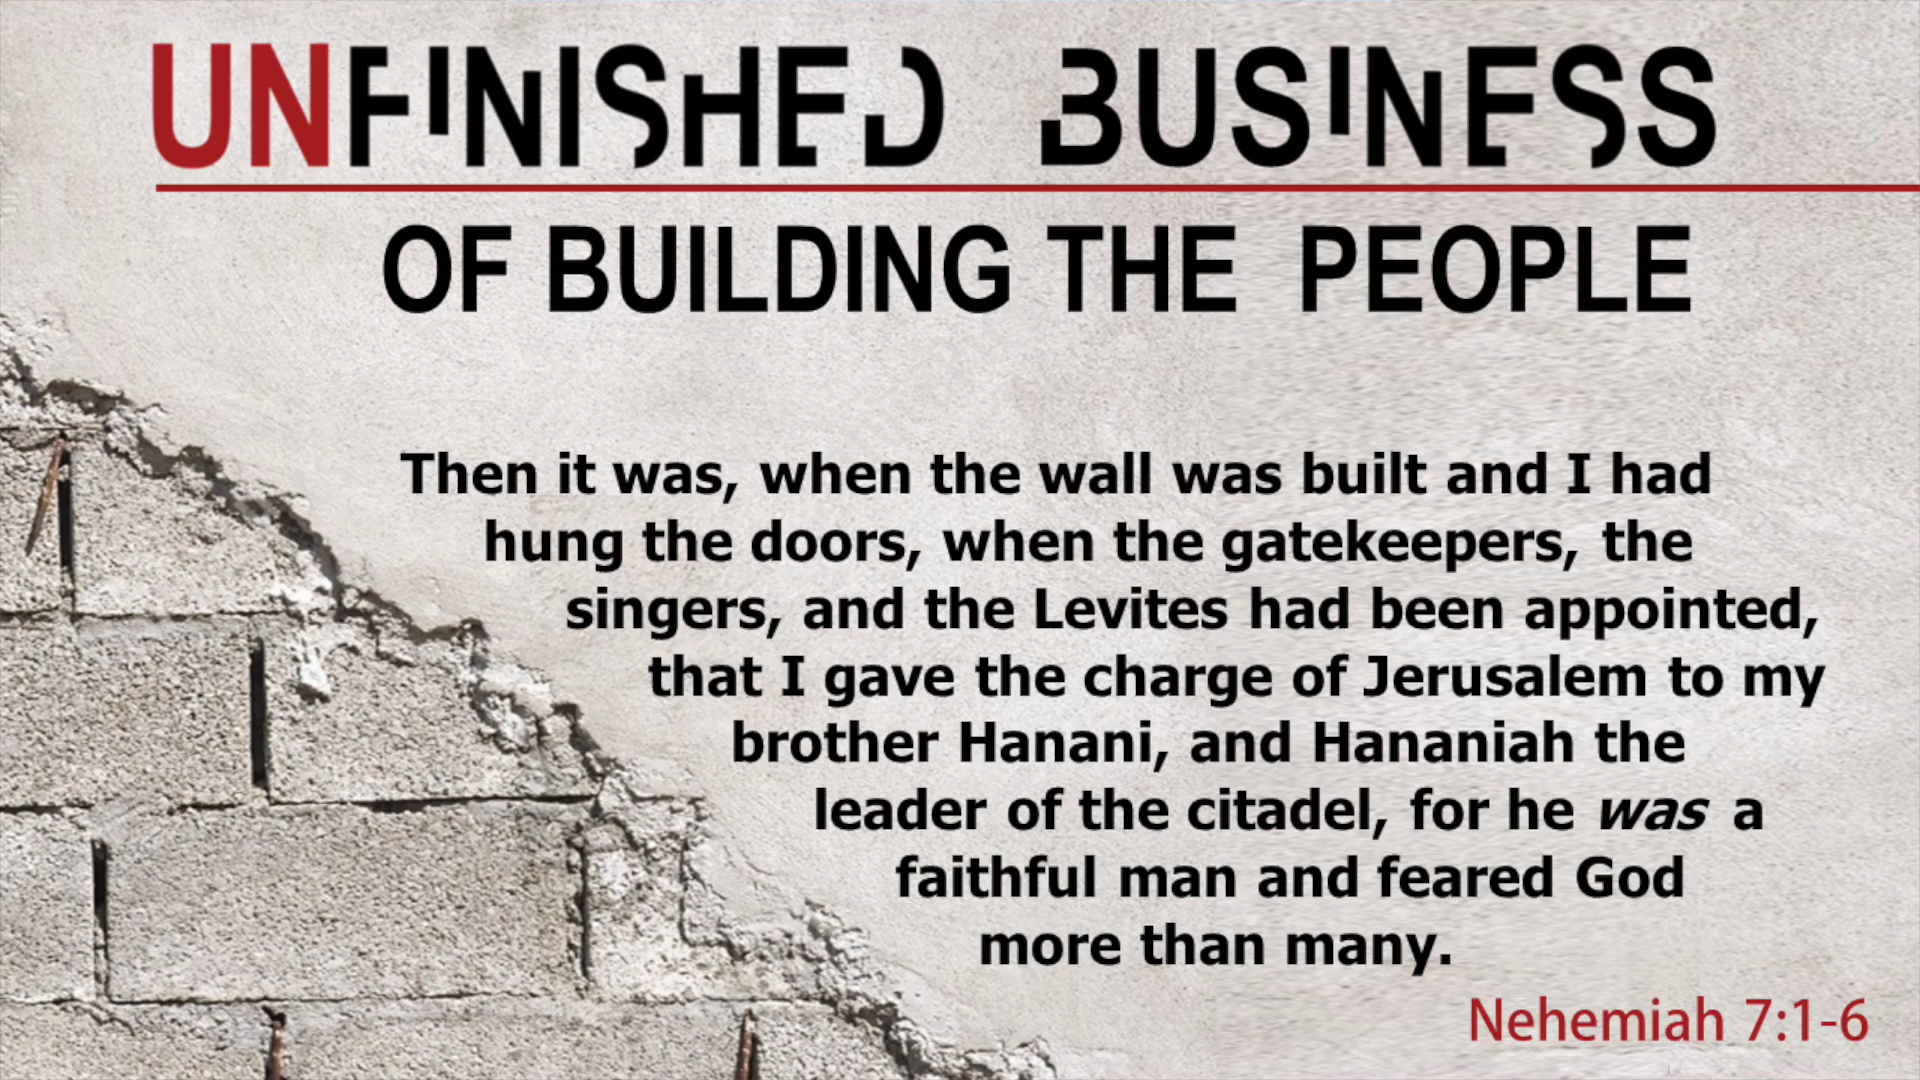 UNFINISHED BUSINESS
OF BUILDING THE PEOPLE
Then it was, when the wall was built and I had
hung the doors, when the gatekeepers, the
singers, and the Levites had been appointed,
that I gave the charge of Jerusalem to my
brother Hanani, and Hananiah the
leader of the citadel, for he was a
faithful man and feared God
more than many.
Nehemiah 7:1-6